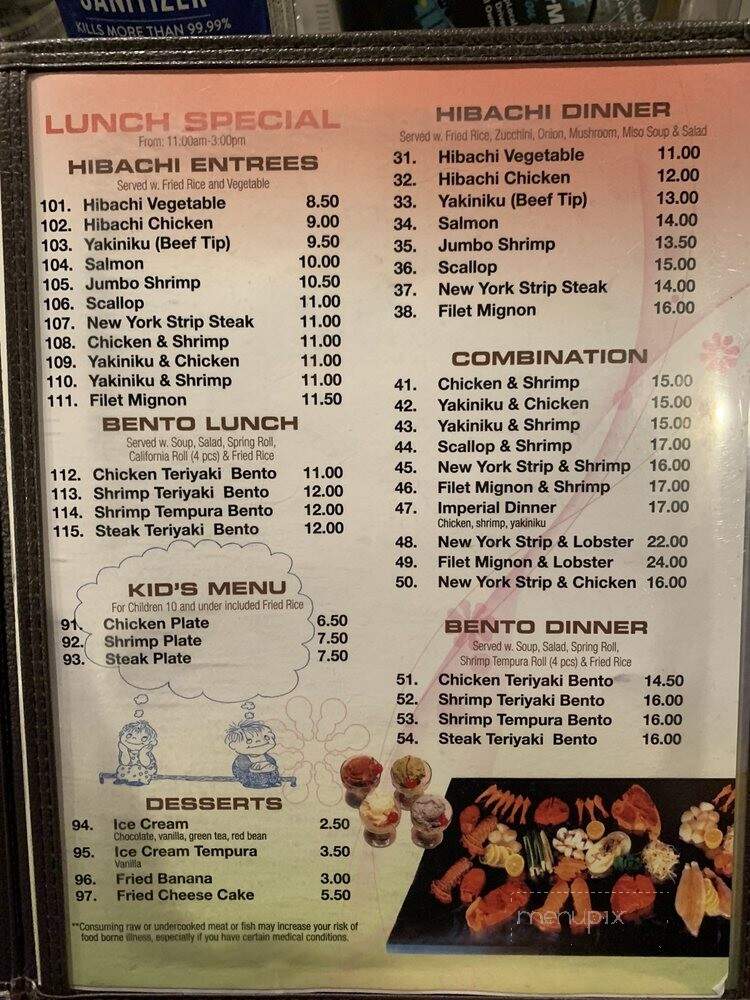 SANITIZER
KILLS MORE THAN 99.99%
LUNCH SPECIAL
From: 11:00am-3:00pm
HIBACHI ENTREES
Served w. Fried Rice and Vegetable
101. Hibachi Vegetable 8.50
102. Hibachi Chicken 9.00
103. Yakiniku (Beef Tip) 9.50
104. Salmon 10.00
105. Jumbo Shrimp 10.50
106. Scallop 11.00
107. New York Strip Steak 11.00
108. Chicken & Shrimp 11.00
109. Yakiniku & Chicken 11.00
110. Yakiniku & Shrimp 11.00
111. Filet Mignon 11.50
BENTO LUNCH
Served w. Soup, Salad, Spring Roll,
California Roll (4 pcs) & Fried Rice
112. Chicken Teriyaki Bento 11.00
113. Shrimp Teriyaki Bento 12.00
114. Shrimp Tempura Bento 12.00
115. Steak Teriyaki Bento 12.00
KID'S MENU
For Children 10 and under included Fried Rice
91. Chicken Plate 6.50
92. Shrimp Plate 7.50
93. Steak Plate 7.50
DESSERTS
94. Ice Cream 2.50
Chocolate, vanilla, green tea, red bean
95. Ice Cream Tempura 3.50
Vanilla
96. Fried Banana 3.00
97. Fried Cheese Cake 5.50
**Consuming raw or undercooked meat or fish may increase your risk of
food borne illness, especially if you have certain medical conditions.
HIBACHI DINNER
Served w. Fried Rice, Zucchini, Onion, Mushroom, Miso Soup & Salad
31. Hibachi Vegetable 11.00
32. Hibachi Chicken 12.00
33. Yakiniku (Beef Tip) 13.00
34. Salmon 14.00
35. Jumbo Shrimp 13.50
36. Scallop 15.00
37. New York Strip Steak 14.00
38. Filet Mignon 16.00
COMBINATION
41. Chicken & Shrimp 15.00
42. Yakiniku & Chicken 15.00
43. Yakiniku & Shrimp 15.00
44. Scallop & Shrimp 17.00
45. New York Strip & Shrimp 16.00
46. Filet Mignon & Shrimp 17.00
47. Imperial Dinner 17.00
Chicken, shrimp, yakiniku
48. New York Strip & Lobster 22.00
49. Filet Mignon & Lobster 24.00
50. New York Strip & Chicken 16.00
BENTO DINNER
Served w. Soup, Salad, Spring Roll,
Shrimp Tempura Roll (4 pcs) & Fried Rice
51. Chicken Teriyaki Bento 14.50
52. Shrimp Teriyaki Bento 16.00
53. Shrimp Tempura Bento 16.00
54. Steak Teriyaki Bento 16.00
menupix